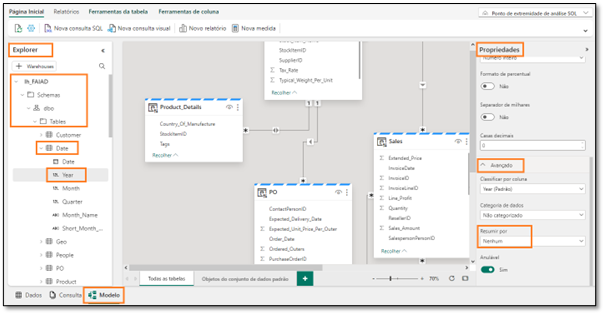 Página Inicial Relatórios Ferramentas da tabela Ferramentas de coluna
Ponto de extremidade de análise SQL
Nova consulta SQL Nova consulta visual Novo relatório Nova medida
Explorer
+ Warehouses
lh_FAIAD
Schemas
dbo
Tables
Customer
Date
Date
Year
Month
Quarter
Month_Name
Short_Month_...
Geo
People
PO
Product
StockItemID
SupplierID
Tax_Rate
Typical_Weight_Per_Unit
Recolher
Product_Details
Country_Of_Manufacture
StockItemID
Tags
Recolher
1 1
Sales
Extended_Price
InvoiceDate
InvoiceID
InvoiceLineID
Line_Profit
Quantity
ResellerID
Sales_Amount
SalespersonPersonID
Recolher
PO
ContactPersonID
Expected_Delivery_Date
Expected_Unit_Price_Per_Outer
Order_Date
Ordered_Outers
PurchaseOrderID
Propriedades
Número inteiro
Formato de percentual
Não
Separador de milhares
Não
Casas decimais
0
Avançado
Classificar por coluna
Year (Padrão)
Categoria de dados
Não categorizado
Resumir por
Nenhum
Anulável
Sim
Todas as tabelas Objetos do conjunto de dados padrão +
- + 70%
Dados Consulta Modelo